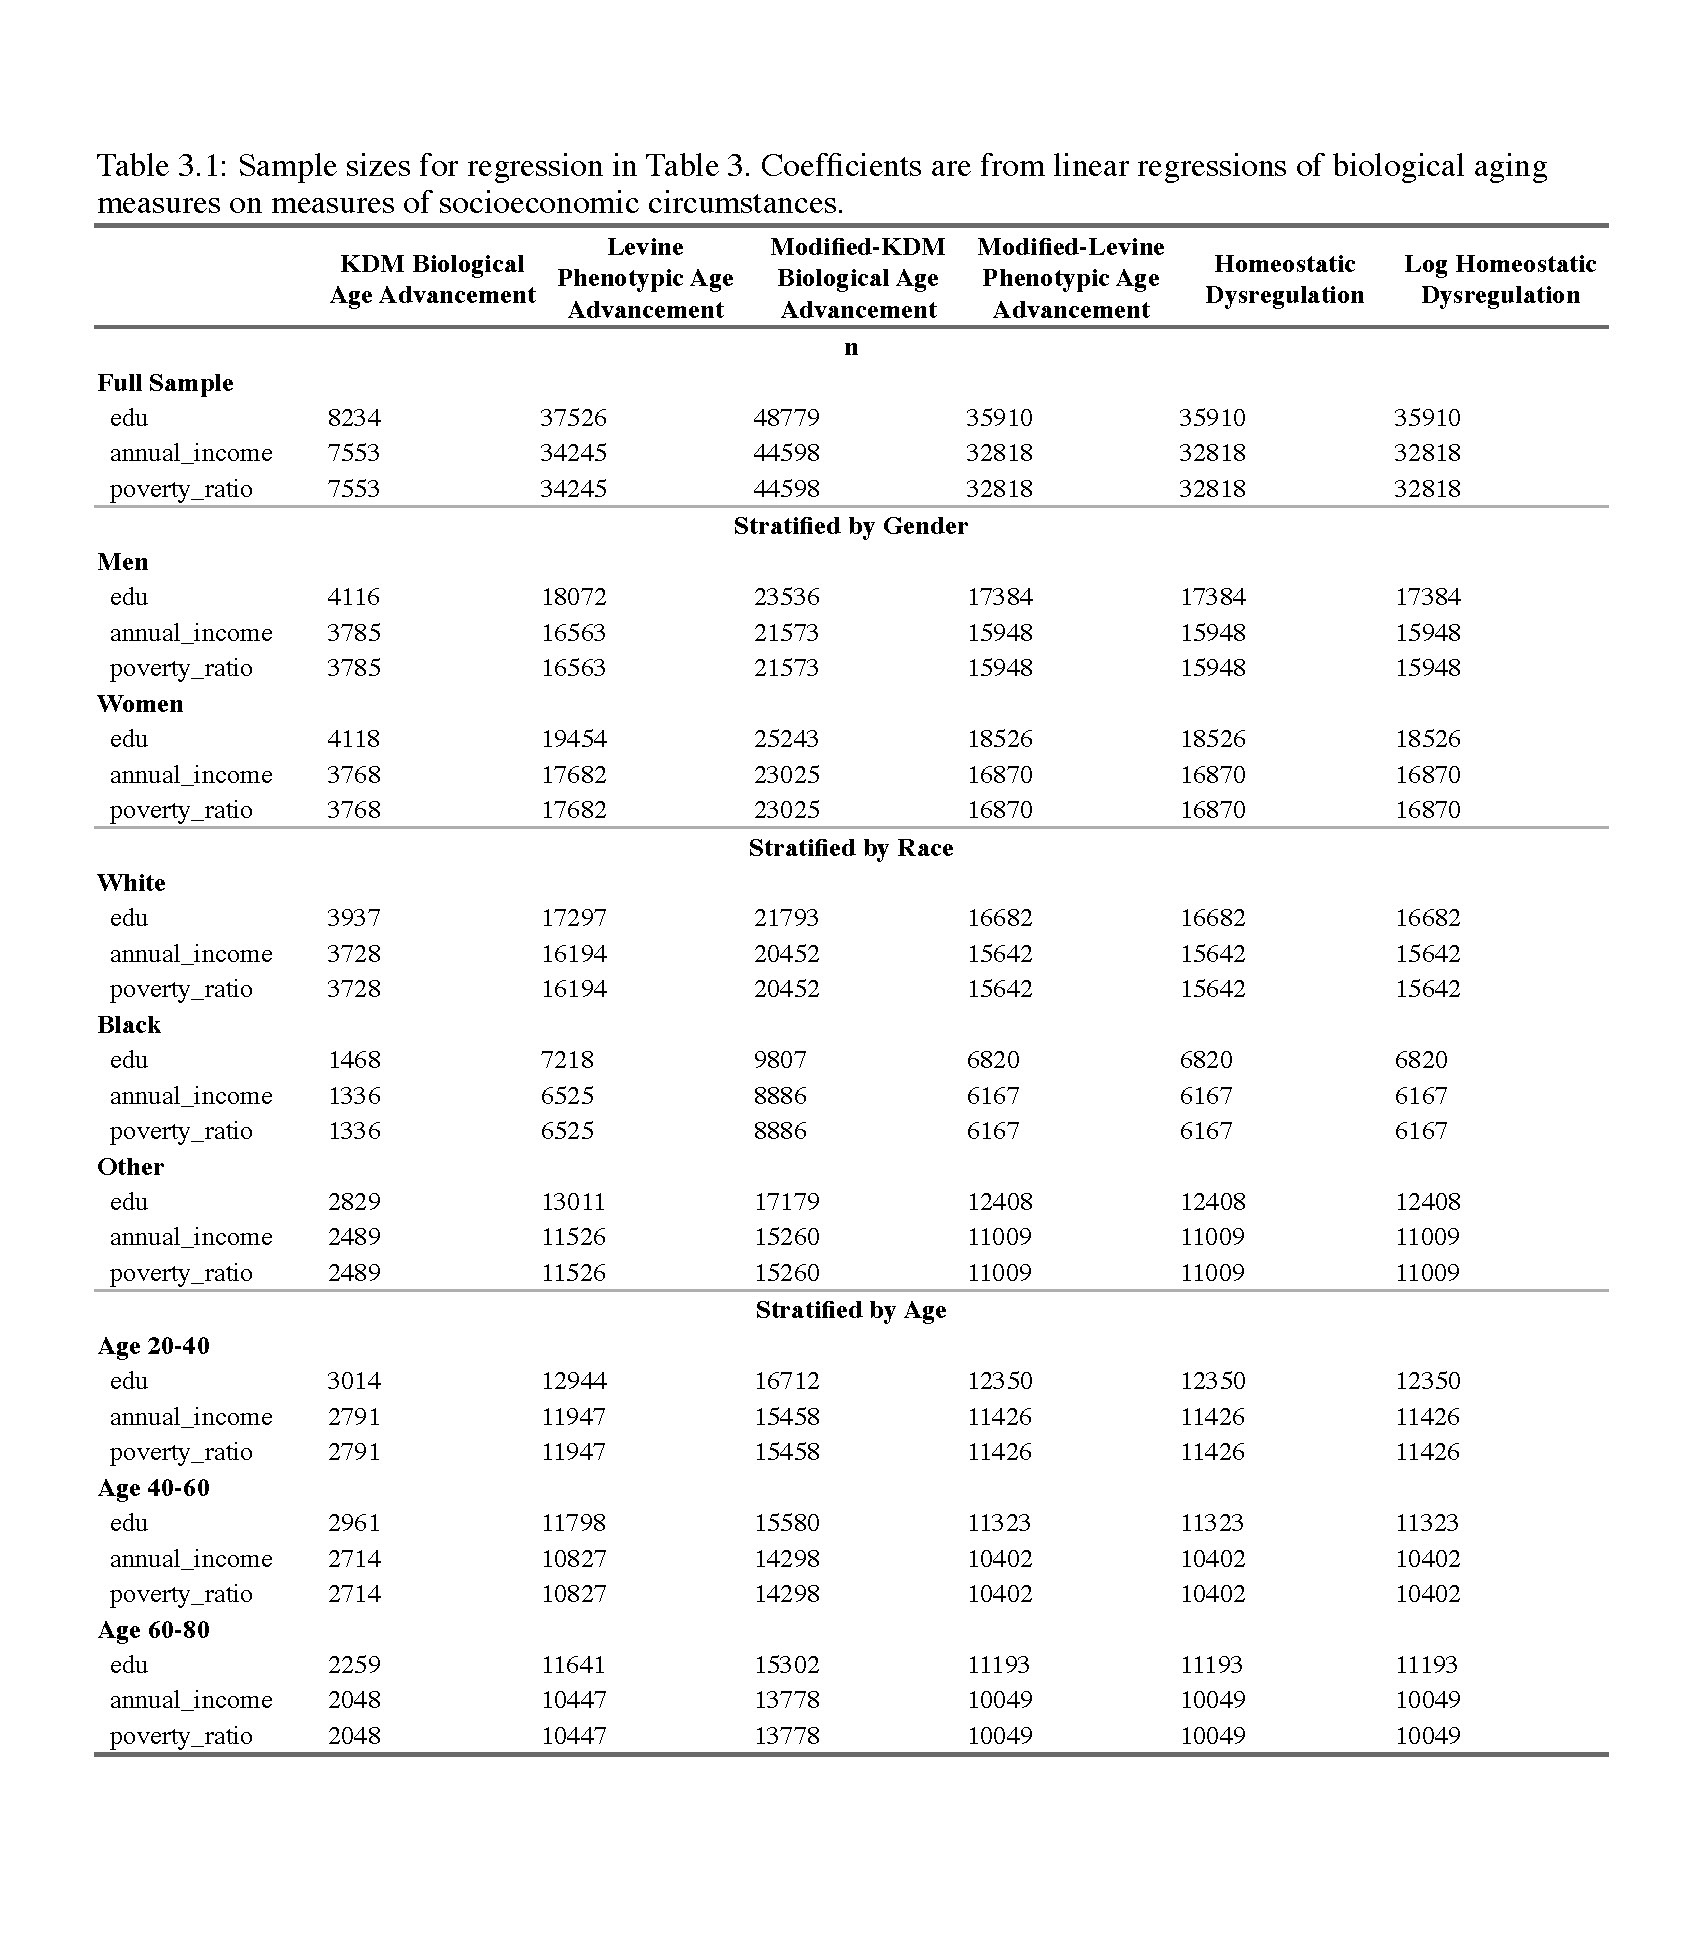 Table 3.1: Sample sizes for regression in Table 3. Coefficients are from linear regressions of biological aging
measures on measures of socioeconomic circumstances.
KDM Biological Age Advancement Levine Phenotypic Age Advancement Modified-KDM Biological Age Advancement Modified-Levine Phenotypic Age Advancement Homeostatic Dysregulation Log Homeostatic Dysregulation
n
Full Sample
edu 8234 37526 48779 35910 35910 35910
annual_income 7553 34245 44598 32818 32818 32818
poverty_ratio 7553 34245 44598 32818 32818 32818
Stratified by Gender
Men
edu 4116 18072 23536 17384 17384 17384
annual_income 3785 16563 21573 15948 15948 15948
poverty_ratio 3785 16563 21573 15948 15948 15948
Women
edu 4118 19454 25243 18526 18526 18526
annual_income 3768 17682 23025 16870 16870 16870
poverty_ratio 3768 17682 23025 16870 16870 16870
Stratified by Race
White
edu 3937 17297 21793 16682 16682 16682
annual_income 3728 16194 20452 15642 15642 15642
poverty_ratio 3728 16194 20452 15642 15642 15642
Black
edu 1468 7218 9807 6820 6820 6820
annual_income 1336 6525 8886 6167 6167 6167
poverty_ratio 1336 6525 8886 6167 6167 6167
Other
edu 2829 13011 17179 12408 12408 12408
annual_income 2489 11526 15260 11009 11009 11009
poverty_ratio 2489 11526 15260 11009 11009 11009
Stratified by Age
Age 20-40
edu 3014 12944 16712 12350 12350 12350
annual_income 2791 11947 15458 11426 11426 11426
poverty_ratio 2791 11947 15458 11426 11426 11426
Age 40-60
edu 2961 11798 15580 11323 11323 11323
annual_income 2714 10827 14298 10402 10402 10402
poverty_ratio 2714 10827 14298 10402 10402 10402
Age 60-80
edu 2259 11641 15302 11193 11193 11193
annual_income 2048 10447 13778 10049 10049 10049
poverty_ratio 2048 10447 13778 10049 10049 10049